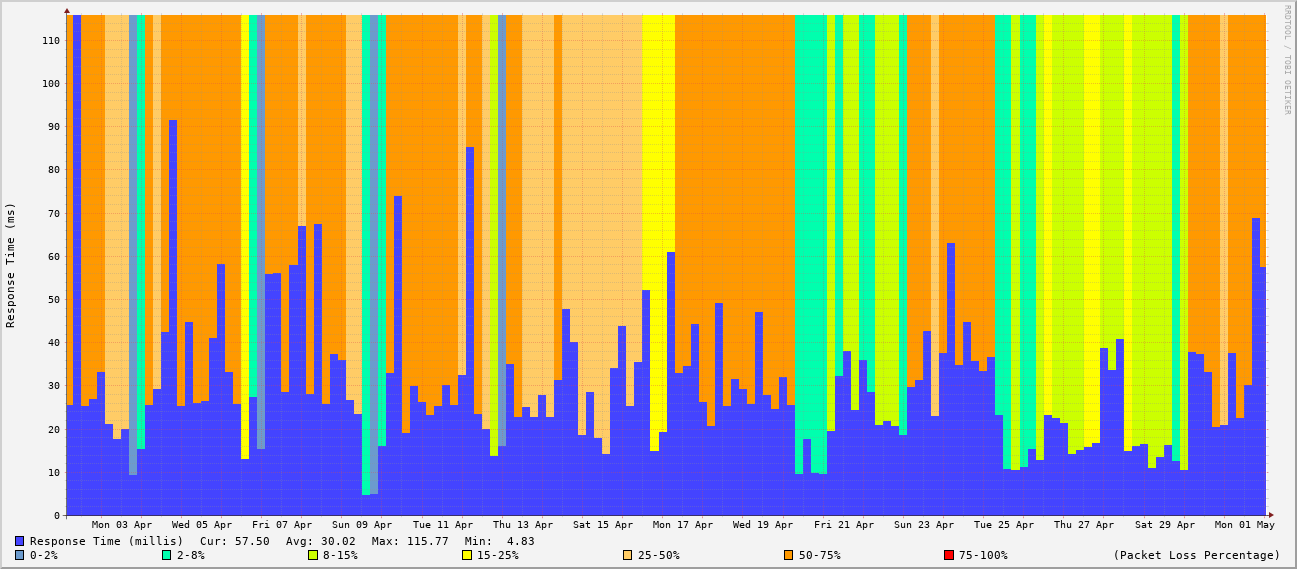 RRDTOOL / TOBI OETIKER
Response Time (ms)
110
100
90
80
70
60
50
40
30
20
10
0
Mon 03 Apr Wed 05 Apr Fri 07 Apr Sun 09 Apr Tue 11 Apr Thu 13 Apr Sat 15 Apr Mon 17 Apr Wed 19 Apr Fri 21 Apr Sun 23 Apr Tue 25 Apr Thu 27 Apr Sat 29 Apr Mon 01 May
Response Time (millis) Cur: 57.50 Avg: 30.02 Max: 115.77 Min: 4.83
0-2% 2-8% 8-15% 15-25% 25-50% 50-75% 75-100% (Packet Loss Percentage)